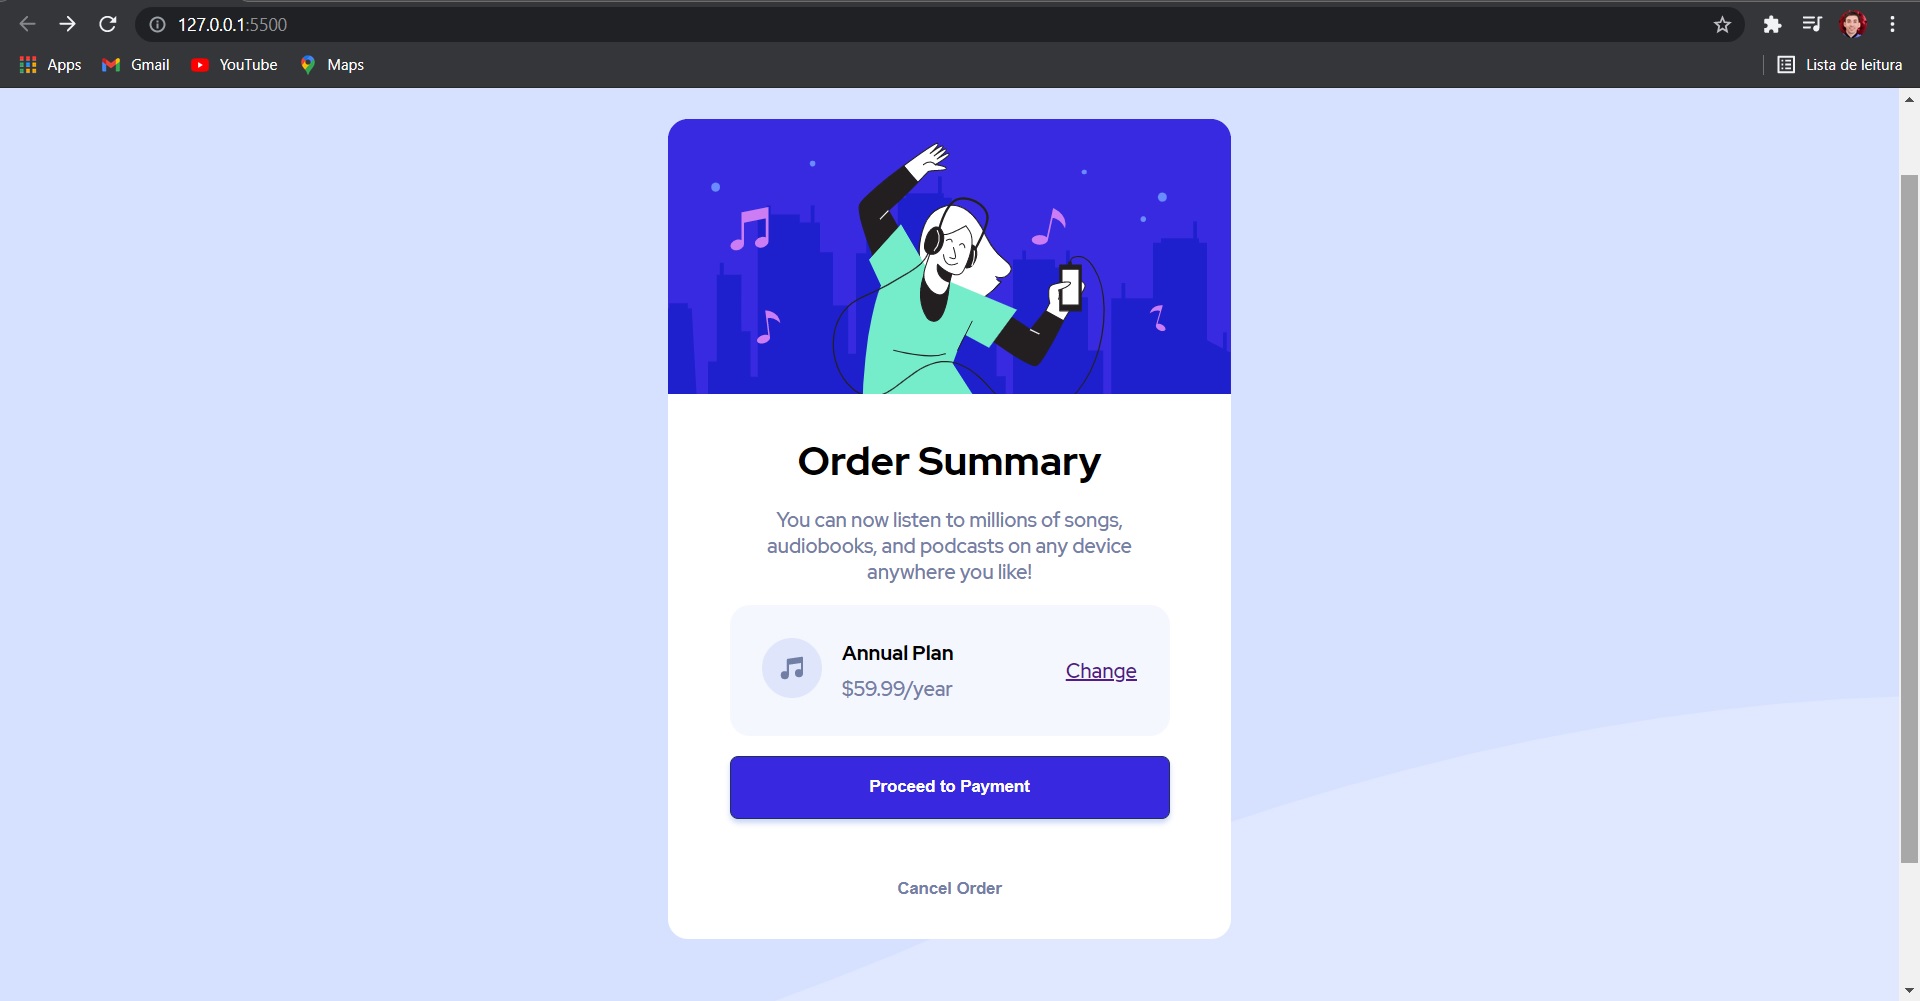 127.0.0.1:5500
Apps Gmail YouTube Maps Lista de leitura
Order Summary
You can now listen to millions of songs,
audiobooks, and podcasts on any device
anywhere you like!
Annual Plan
$59.99/year
Change
Proceed to Payment
Cancel Order